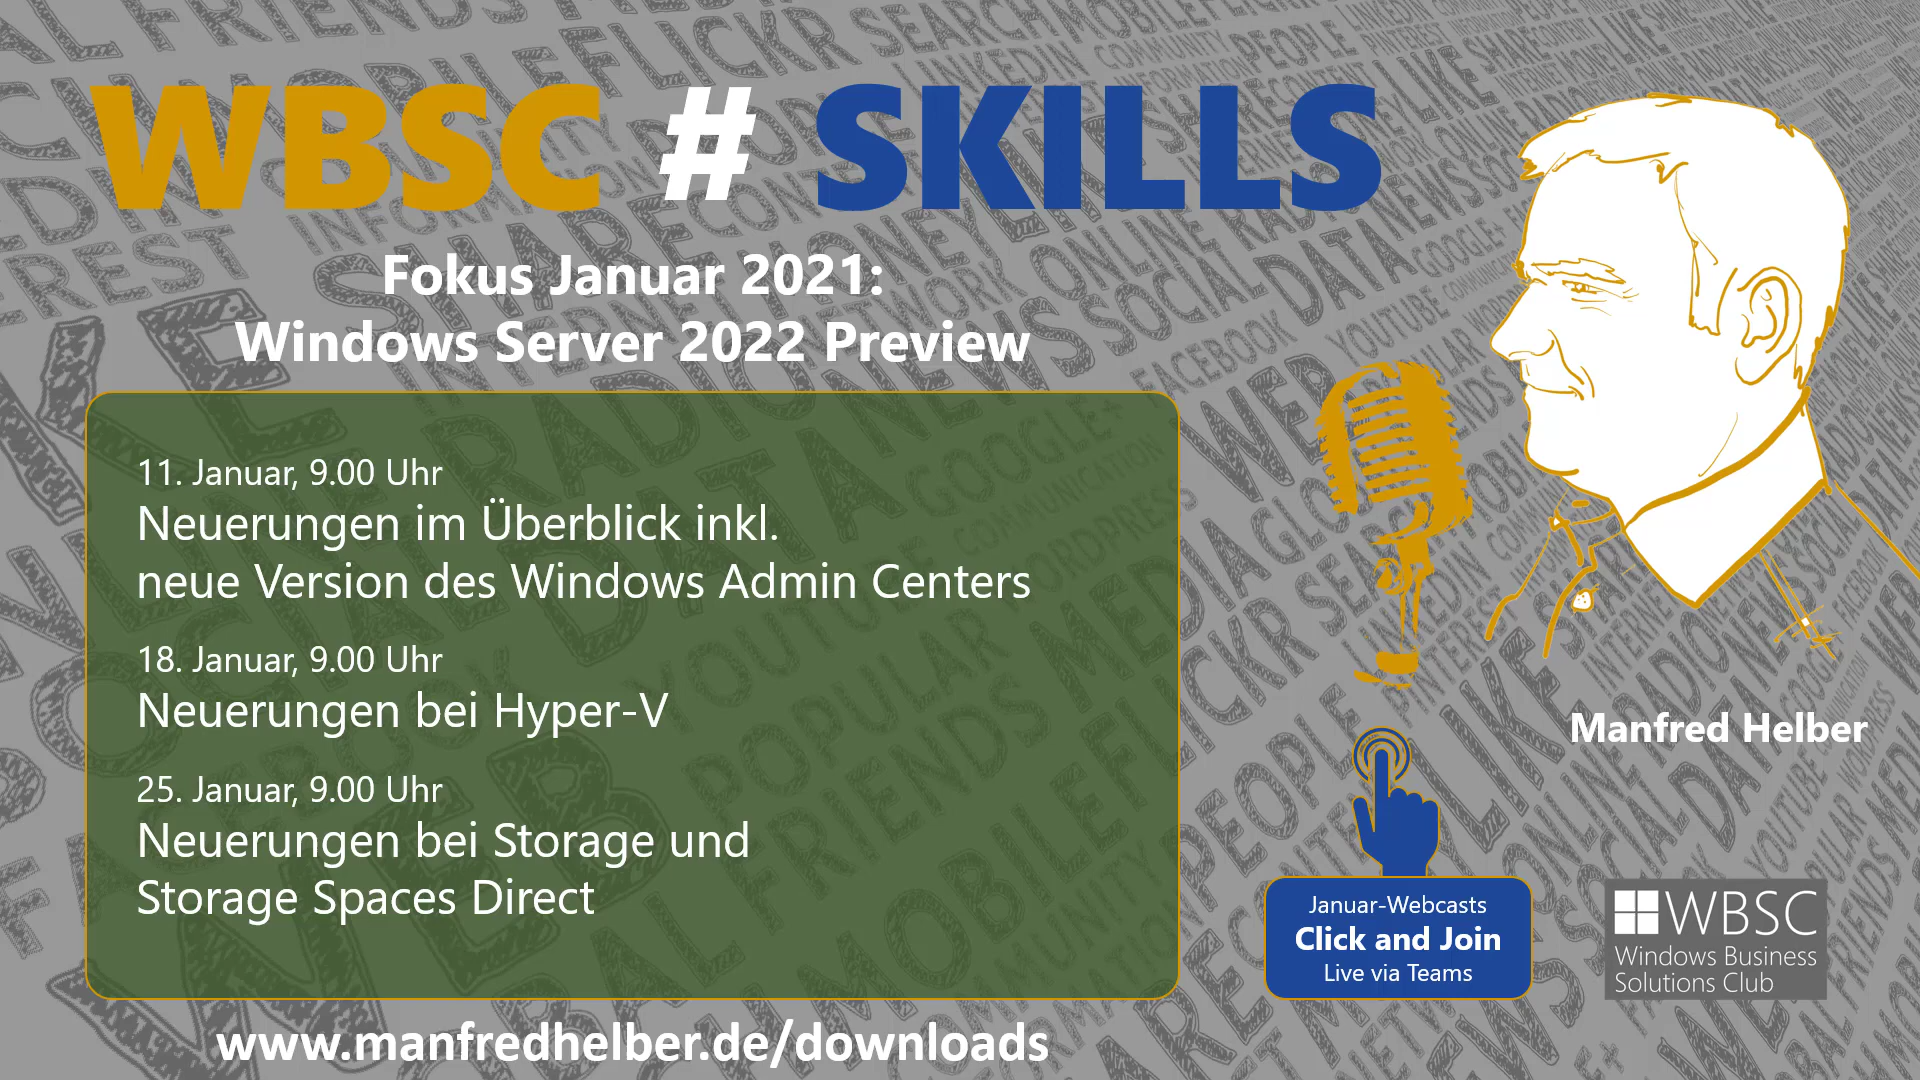 WBSC # SKILLS
Fokus Januar 2021:
Windows Server 2022 Preview
11. Januar, 9.00 Uhr
Neuerungen im Überblick inkl.
neue Version des Windows Admin Centers
18. Januar, 9.00 Uhr
Neuerungen bei Hyper-V
25. Januar, 9.00 Uhr
Neuerungen bei Storage und
Storage Spaces Direct
www.manfredhelber.de/downloads
Manfred Helber
Januar-Webcasts
Click and Join
Live via Teams
WBSC
Windows Business
Solutions Club